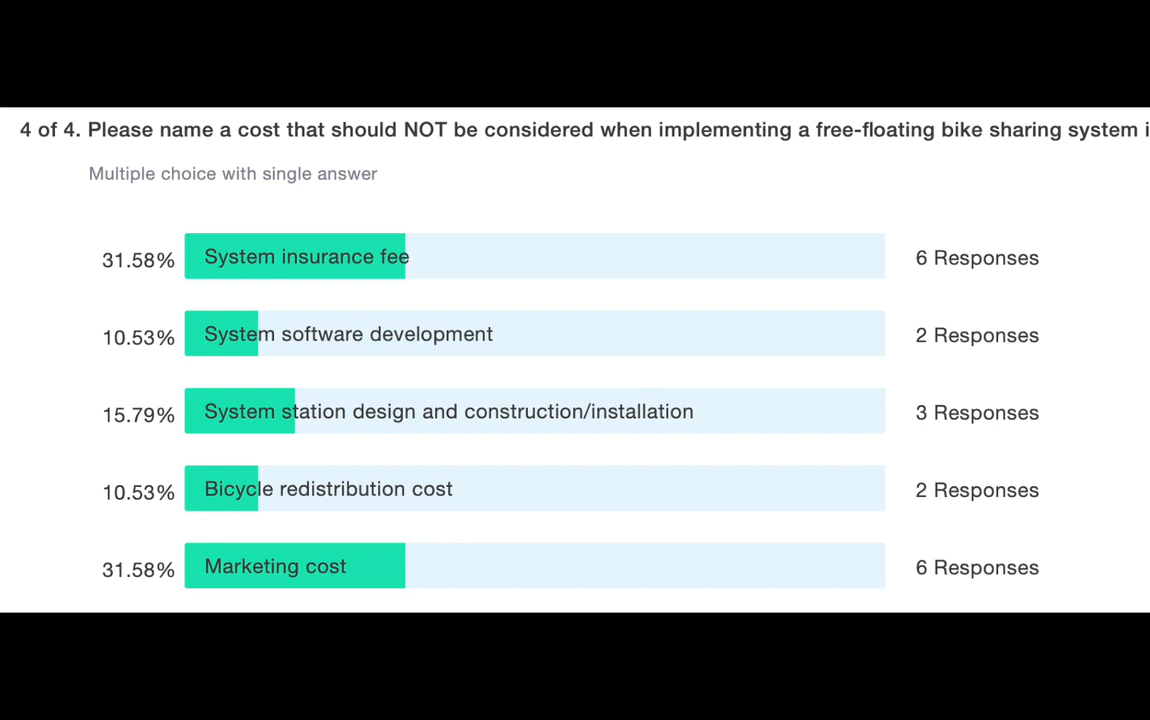 4 of 4. Please name a cost that should NOT be considered when implementing a free-floating bike sharing system i
Multiple choice with single answer
31.58% System insurance fee 6 Responses
10.53% System software development 2 Responses
15.79% System station design and construction/installation 3 Responses
10.53% Bicycle redistribution cost 2 Responses
31.58% Marketing cost 6 Responses